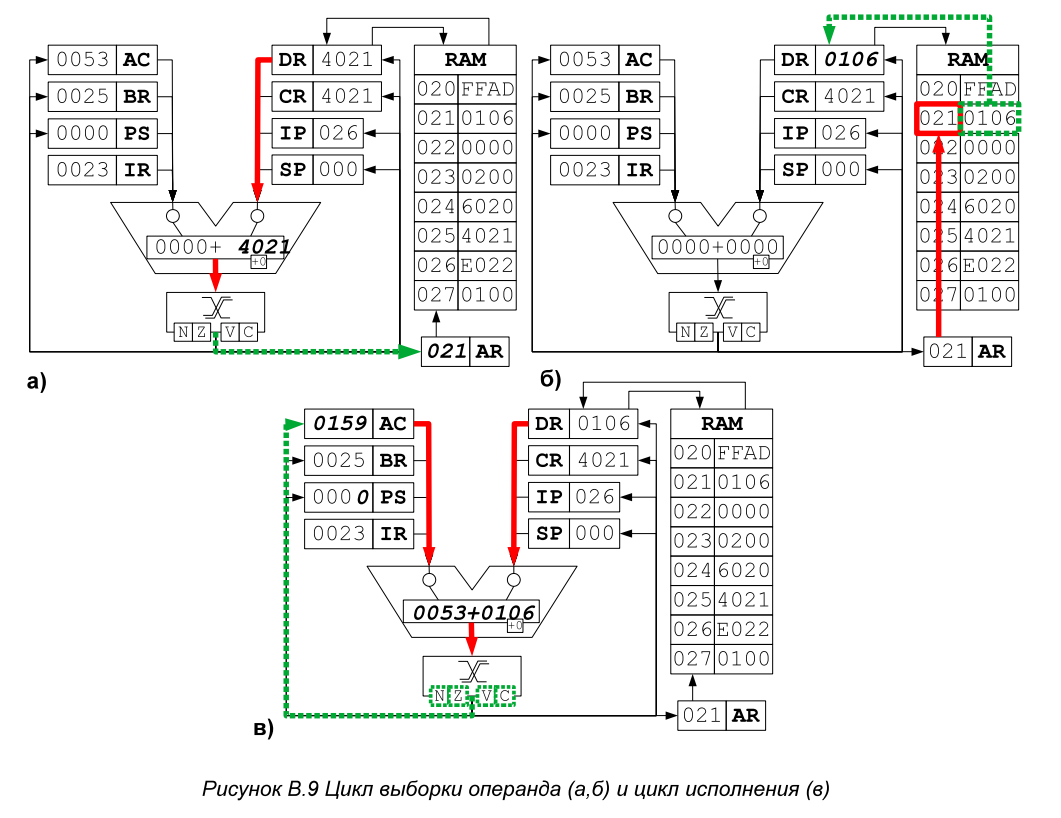 0053 AC DR 4021 RAM
020 FFAD
0025 BR CR 4021
021 0106
0000 PS IP 026
022 0000
0023 IR SP 000
023 0200
024 6020
0000+ 4021
025 4021
+0
026 E022
027 0100
N Z V C
021 AR
а)
0053 AC DR 0106 RAM
020 FFAD
0025 BR CR 4021
021 0106
0000 PS IP 026
022 0000
0023 IR SP 000
023 0200
024 6020
0000+0000
025 4021
+0
026 E022
027 0100
N Z V C
021 AR
б)
0159 AC DR 0106 RAM
020 FFAD
0025 BR CR 4021
021 0106
0000 PS IP 026
022 0000
0023 IR SP 000
023 0200
024 6020
0053+0106
025 4021
+0
026 E022
027 0100
N Z V C
021 AR
в)
Рисунок В.9 Цикл выборки операнда (а,б) и цикл исполнения (в)